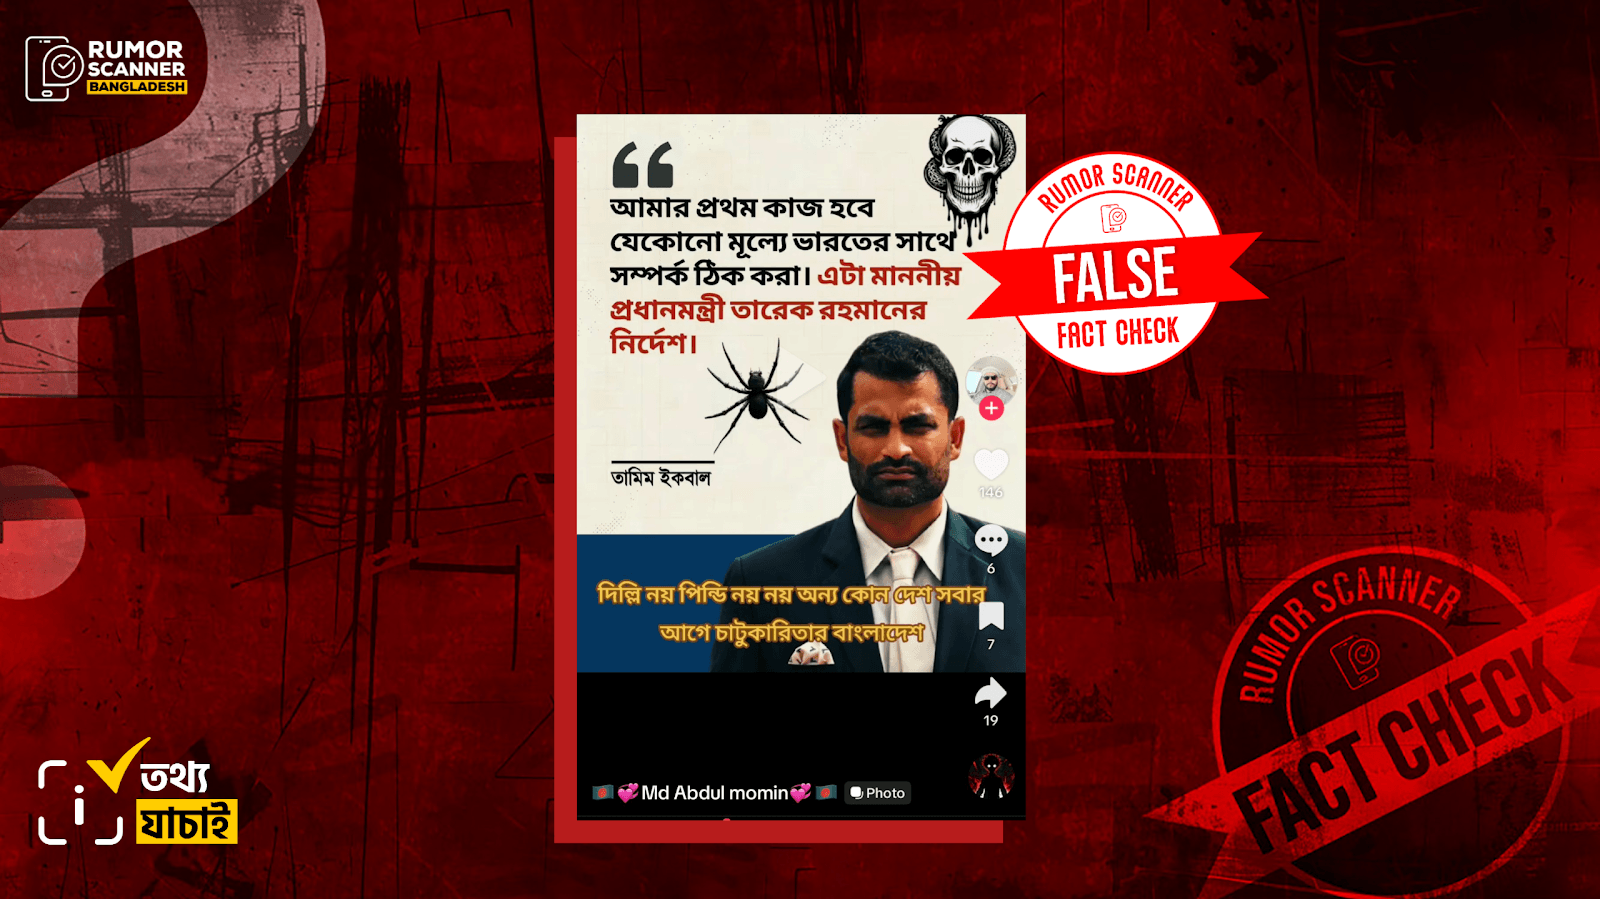 RUMOR
SCANNER
BANGLADESH
আমার প্রথম কাজ হবে
যেকোনো মূল্যে ভারতের সাথে
সম্পর্ক ঠিক করা। এটা মাননীয়
প্রধানমন্ত্রী তারেক রহমানের
নির্দেশ।
তামিম ইকবাল
RUMOR SCANNER
FALSE
FACT CHECK
146
6
7
19
দিল্লি নয় পিন্ডি নয় নয় অন্য কোন দেশ সবার
আগে চাটুকারিতার বাংলাদেশ
Md Abdul momin
Photo
তথ্য
যাচাই
RUMOR SCANNER
FACT CHECK